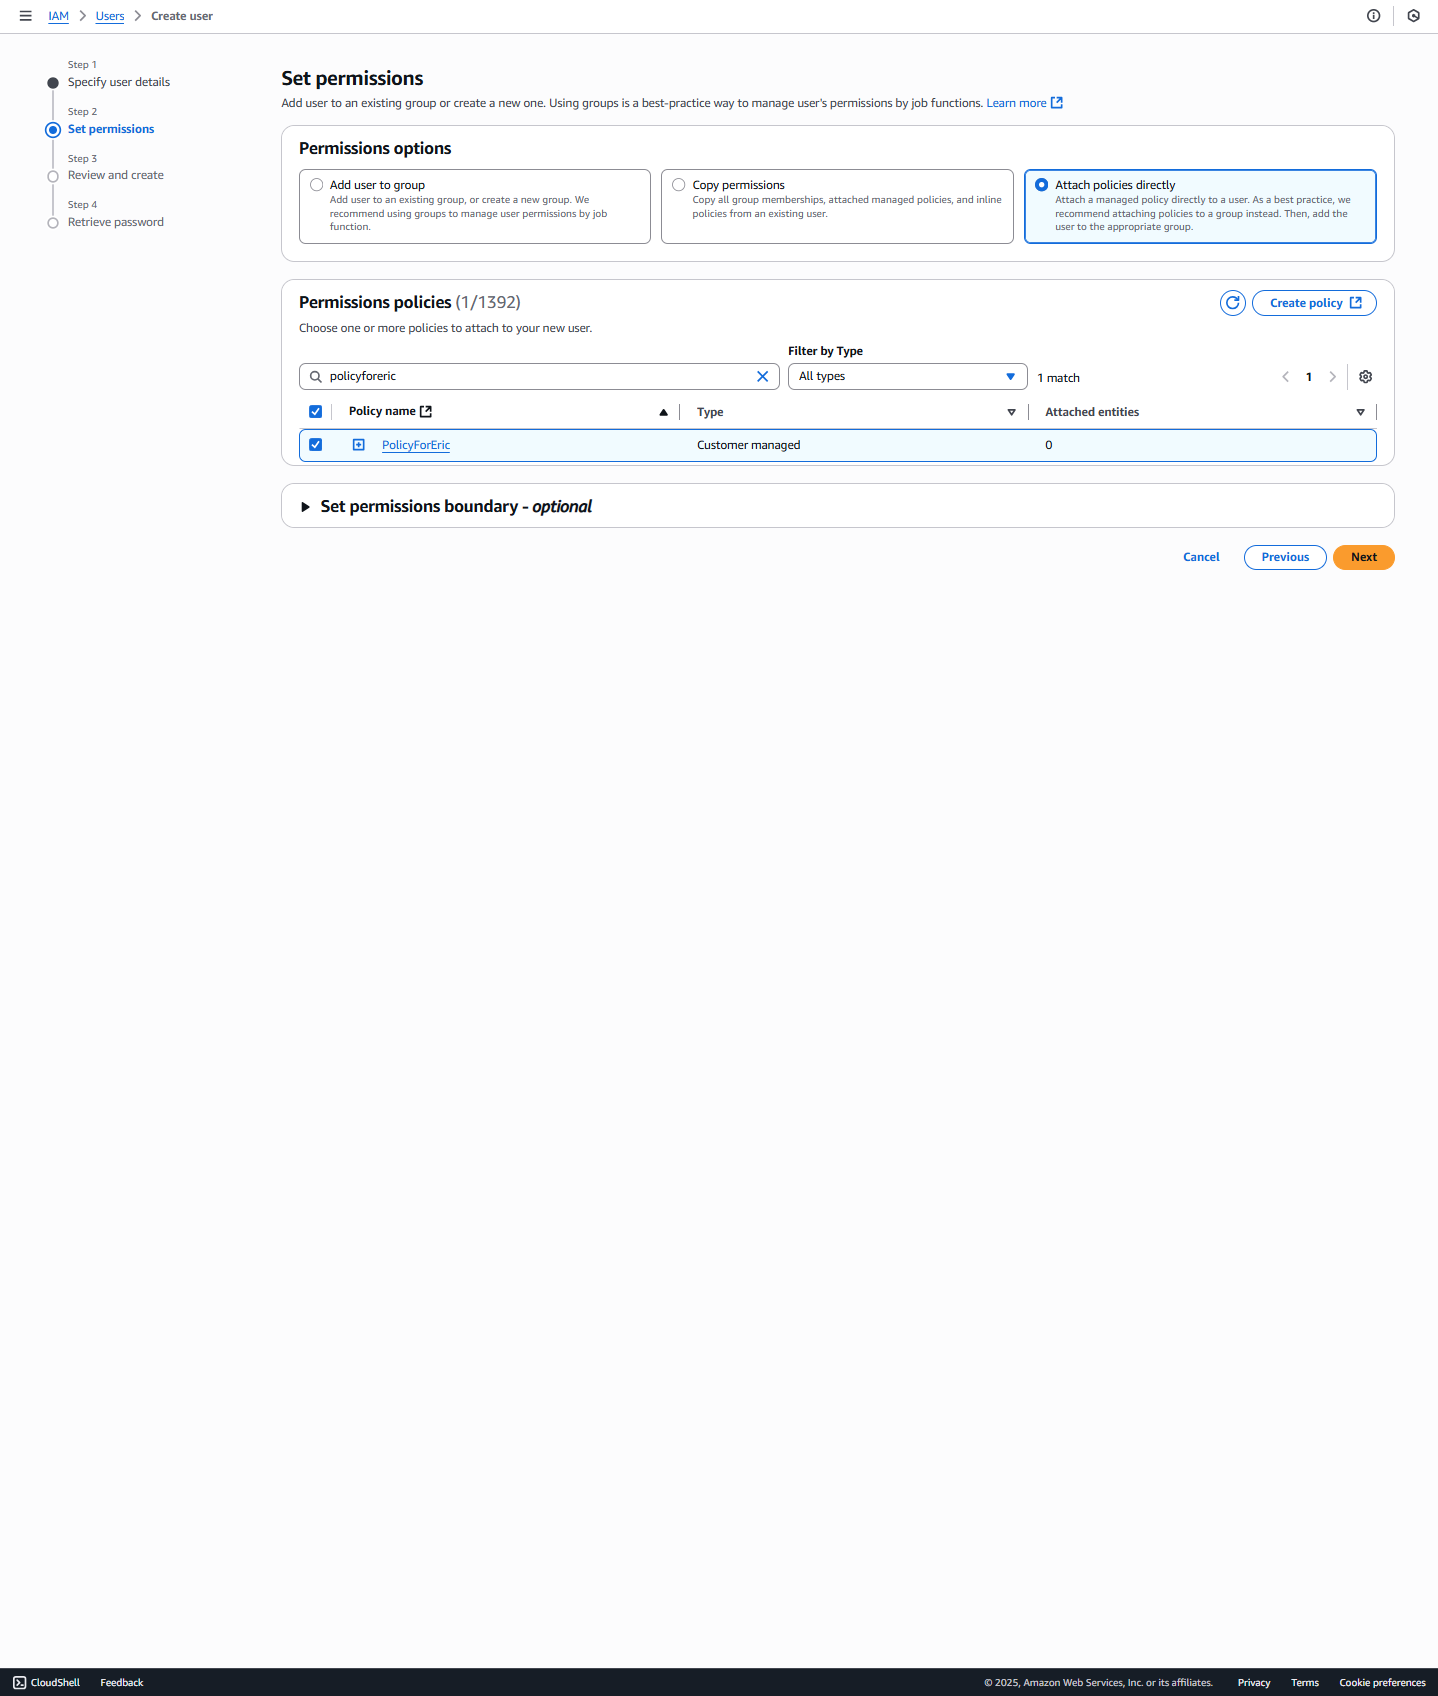 IAM > Users > Create user
Step 1
Specify user details
Step 2
Set permissions
Step 3
Review and create
Step 4
Retrieve password
Set permissions
Add user to an existing group or create a new one. Using groups is a best-practice way to manage user's permissions by job functions. Learn more
Permissions options
Add user to group
Add user to an existing group, or create a new group. We
recommend using groups to manage user permissions by job
function.
Copy permissions
Copy all group memberships, attached managed policies, and inline
policies from an existing user.
Attach policies directly
Attach a managed policy directly to a user. As a best practice, we
recommend attaching policies to a group instead. Then, add the
user to the appropriate group.
Permissions policies (1/1392)
Create policy
Choose one or more policies to attach to your new user.
Filter by Type
policyforeric
All types
1 match
1
Policy name
Type
Attached entities
PolicyForEric
Customer managed
0
Set permissions boundary - optional
Cancel
Previous
Next
CloudShell
Feedback
© 2025, Amazon Web Services, Inc. or its affiliates.
Privacy
Terms
Cookie preferences